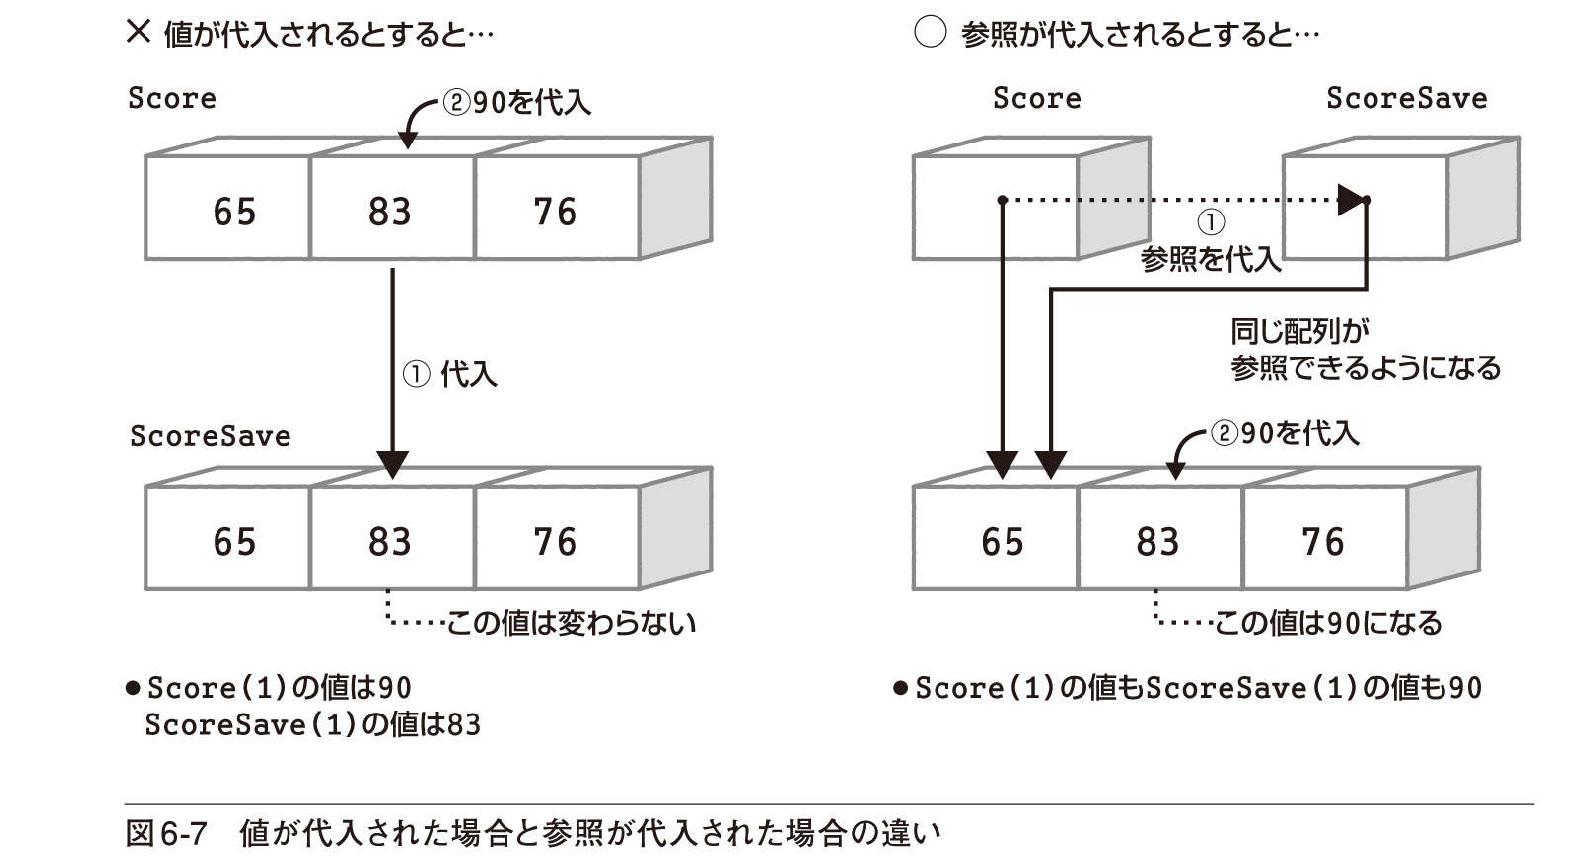 × 値が代入されるとすると…
Score
②90を代入
65 83 76
① 代入
ScoreSave
65 83 76
この値は変わらない
●Score(1)の値は90
ScoreSave(1)の値は83
○ 参照が代入されるとすると…
Score ScoreSave
①
参照を代入
同じ配列が
参照できるようになる
②90を代入
65 83 76
この値は90になる
●Score(1)の値もScoreSave(1)の値も90
図6-7 値が代入された場合と参照が代入された場合の違い